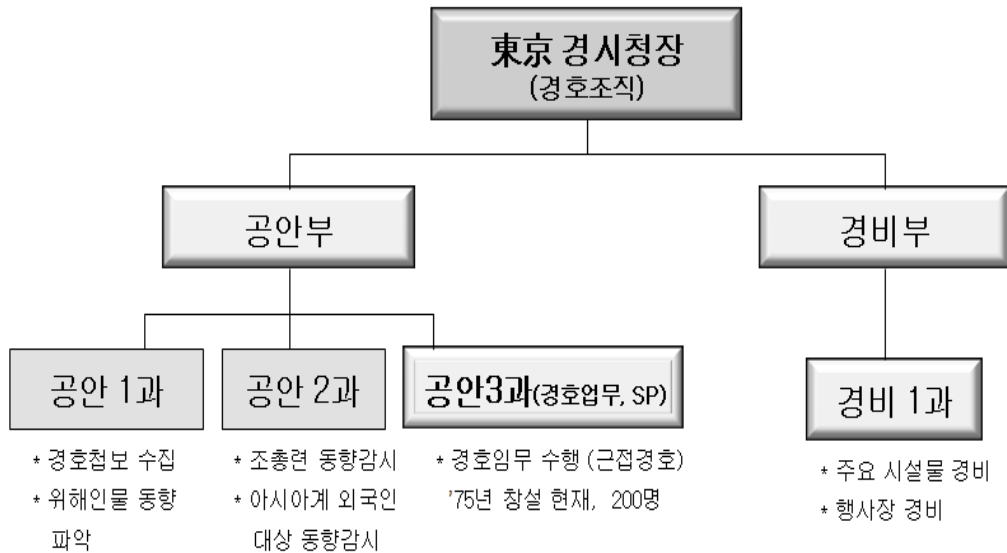 東京 경시청장
(경호조직)
공안부
경비부
공안 1과
공안 2과
공안3과(경호업무, SP)
경비 1과
* 경호첩보 수집
* 위해인물 동향
파악
* 조총련 동향감시
* 아시아계 외국인
대상 동향감시
* 경호임무 수행 (근접경호)
'75년 창설 현재, 200명
* 주요 시설물 경비
* 행사장 경비